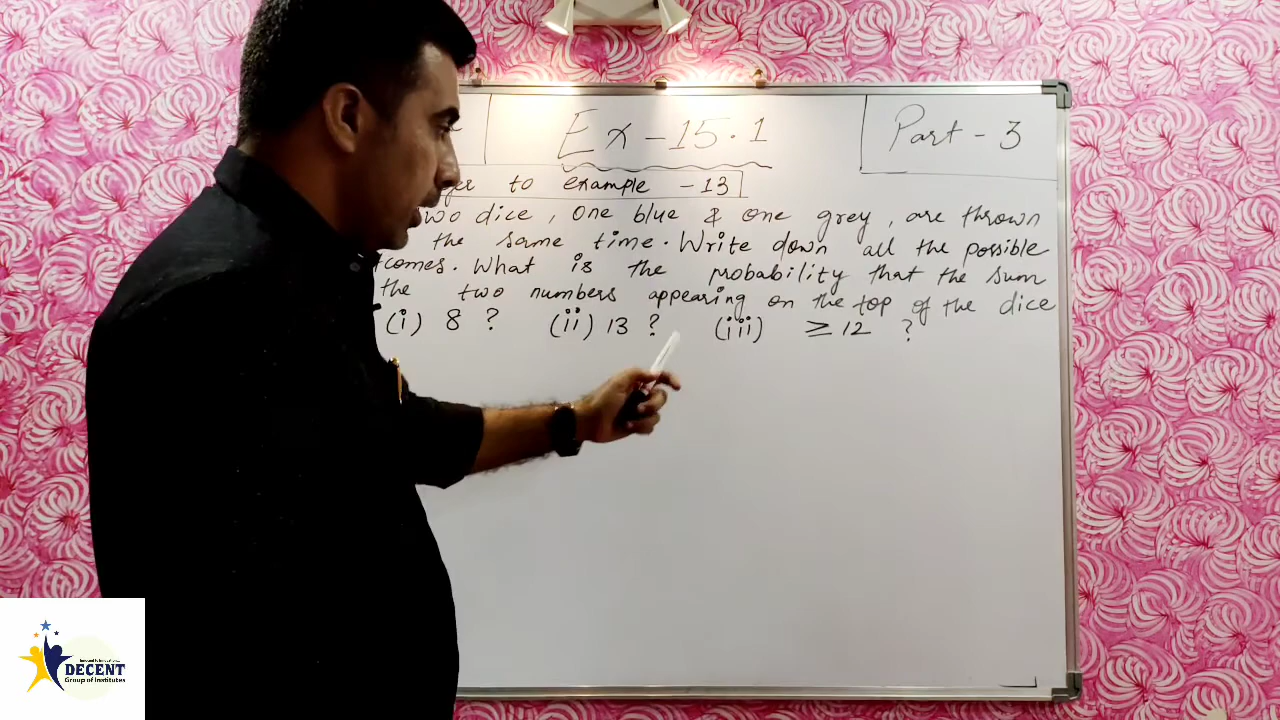 Ex - 15.1
Part - 3
to example - 13
dice, One blue & one grey, are thrown
the same time. Write down all the possible
What is the probability that the sum
the two numbers appearing on the top of the dice
(i) 8 ? (ii) 13 ? (iii) ≥ 12 ?
DECENT
Group of Institutes